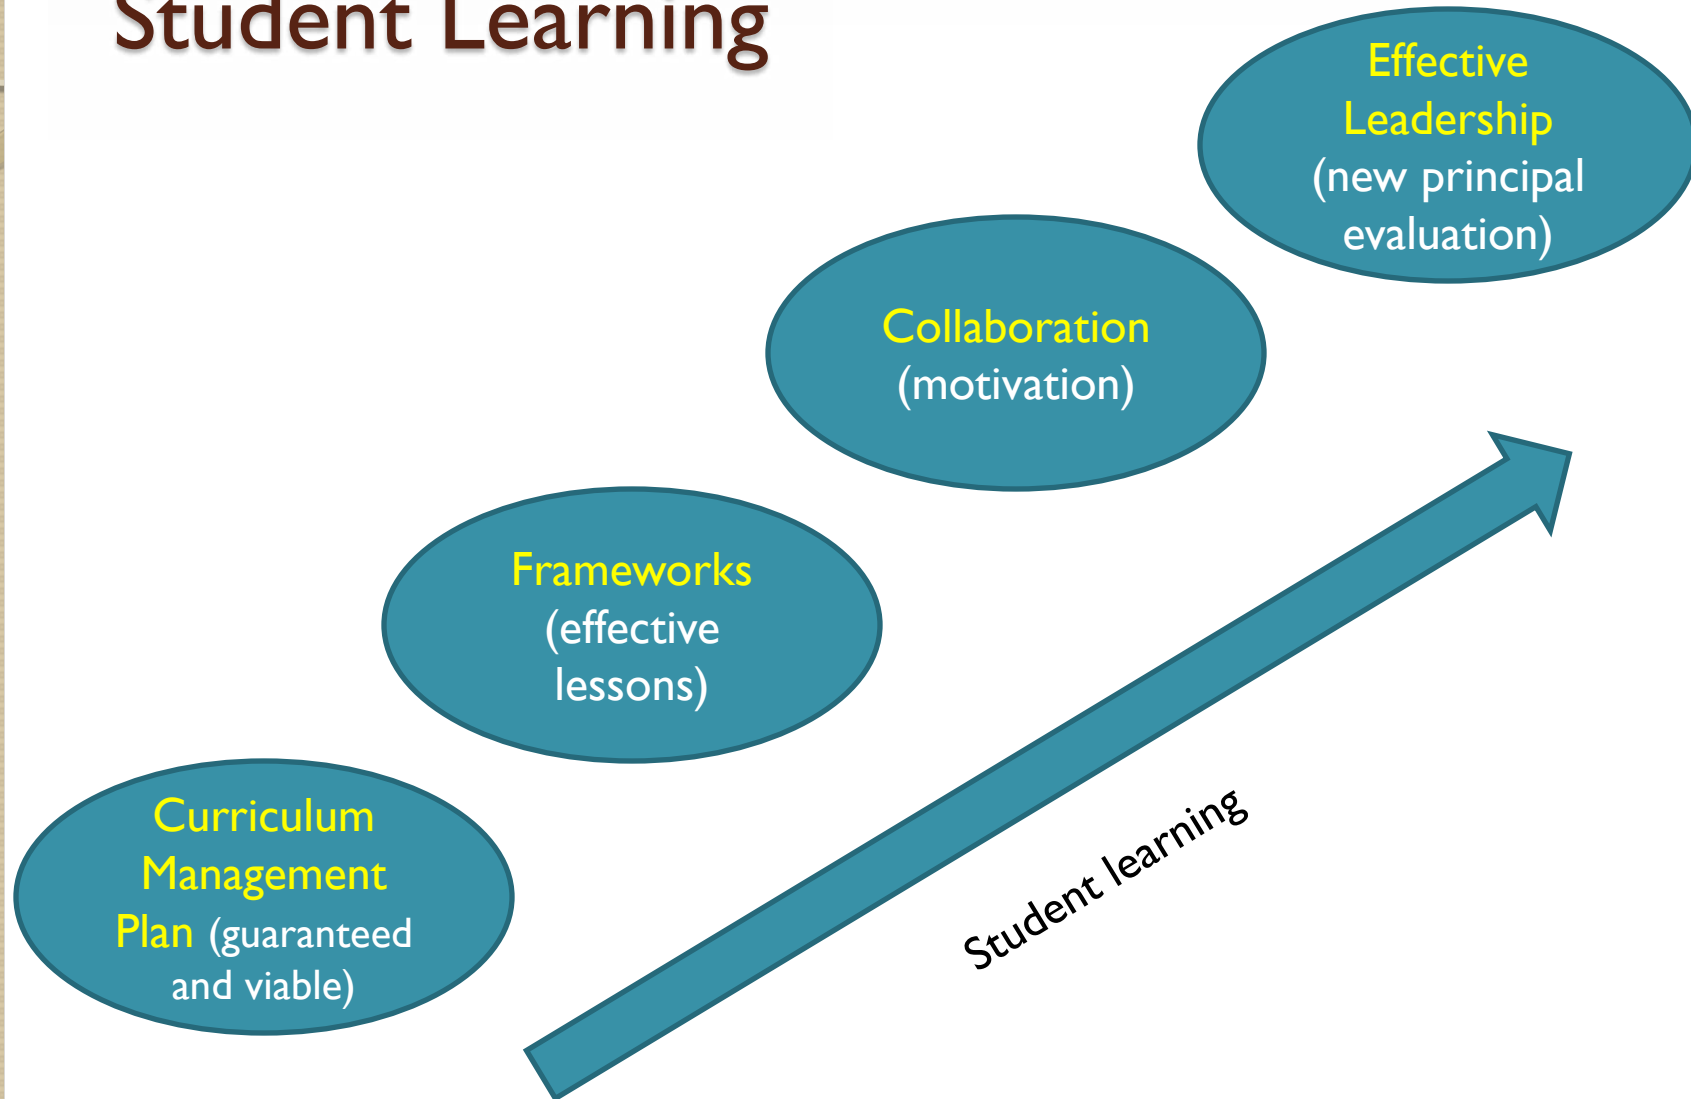 Student Learning
Effective
Leadership
(new principal
evaluation)
Collaboration
(motivation)
Frameworks
(effective
lessons)
Curriculum
Management
Plan (guaranteed
and viable)
Student learning